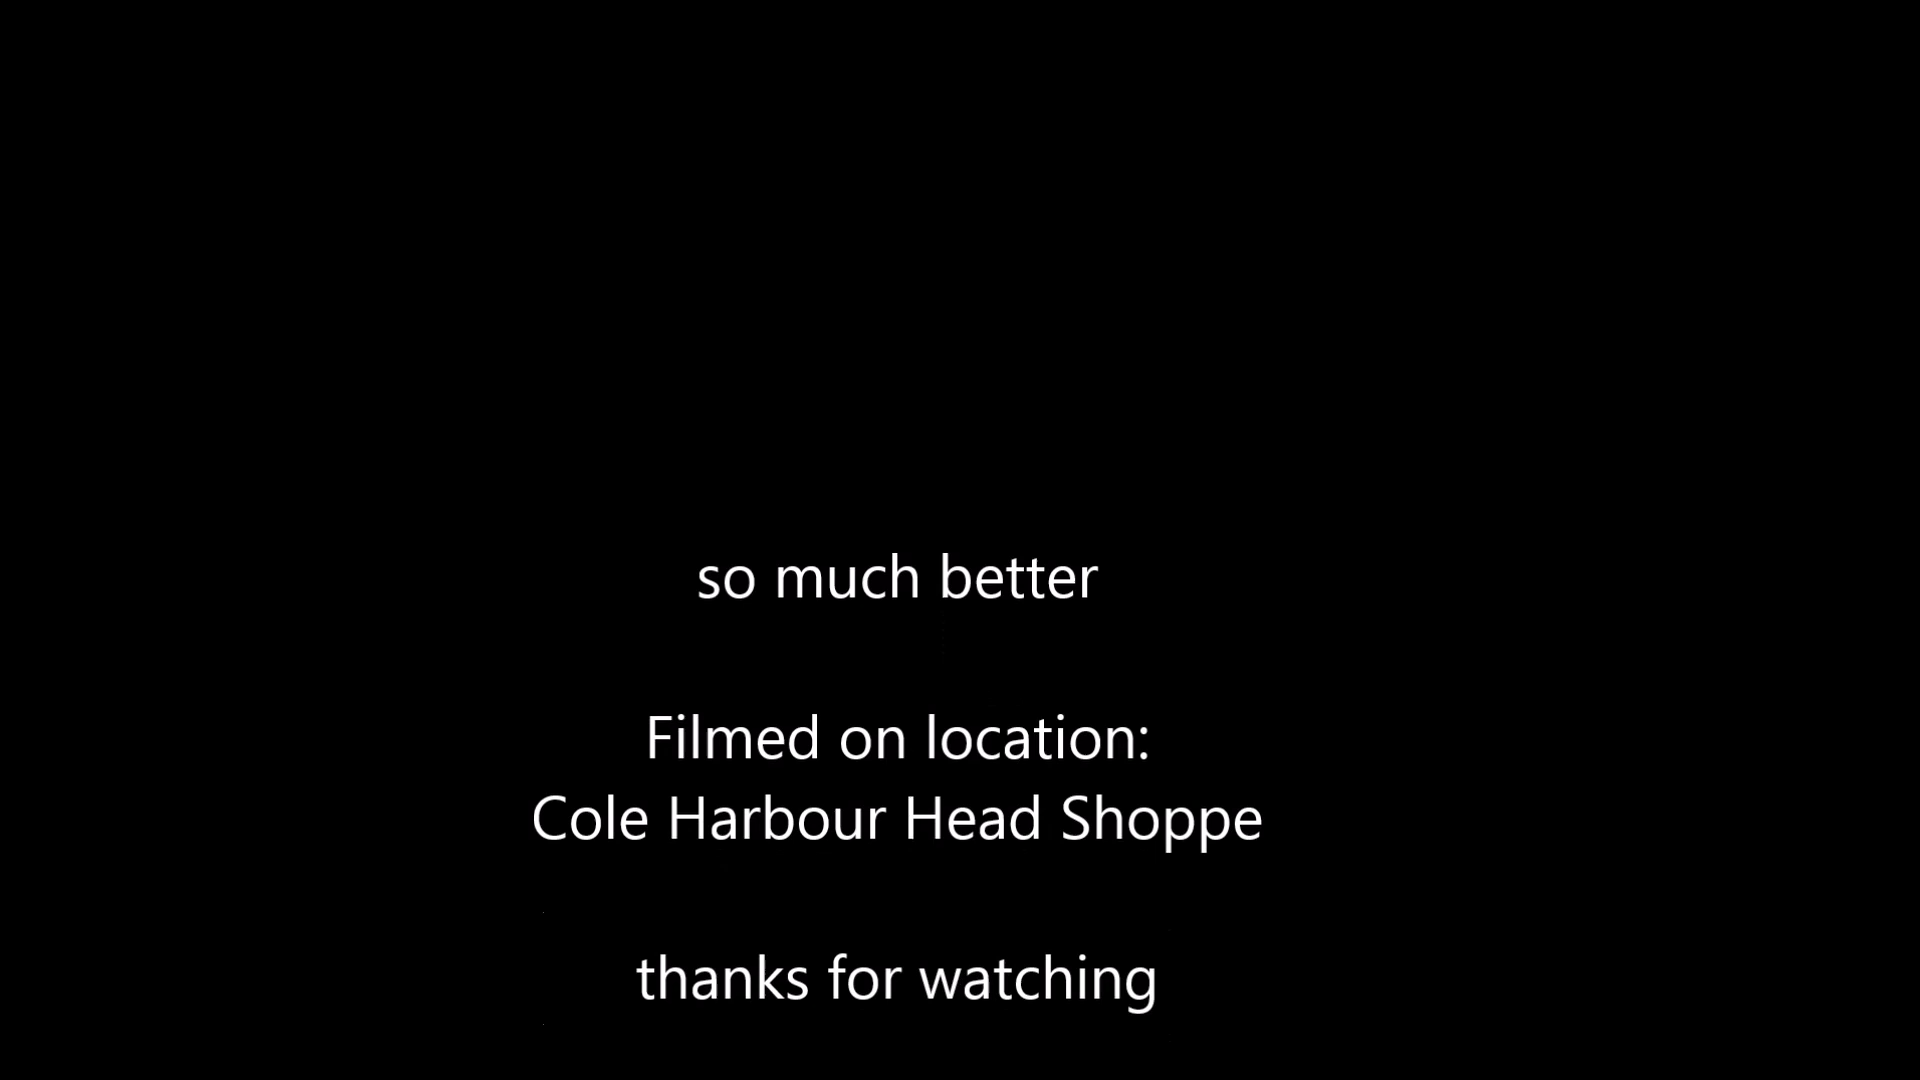 so much better
Filmed on location:
Cole Harbour Head Shoppe
thanks for watching